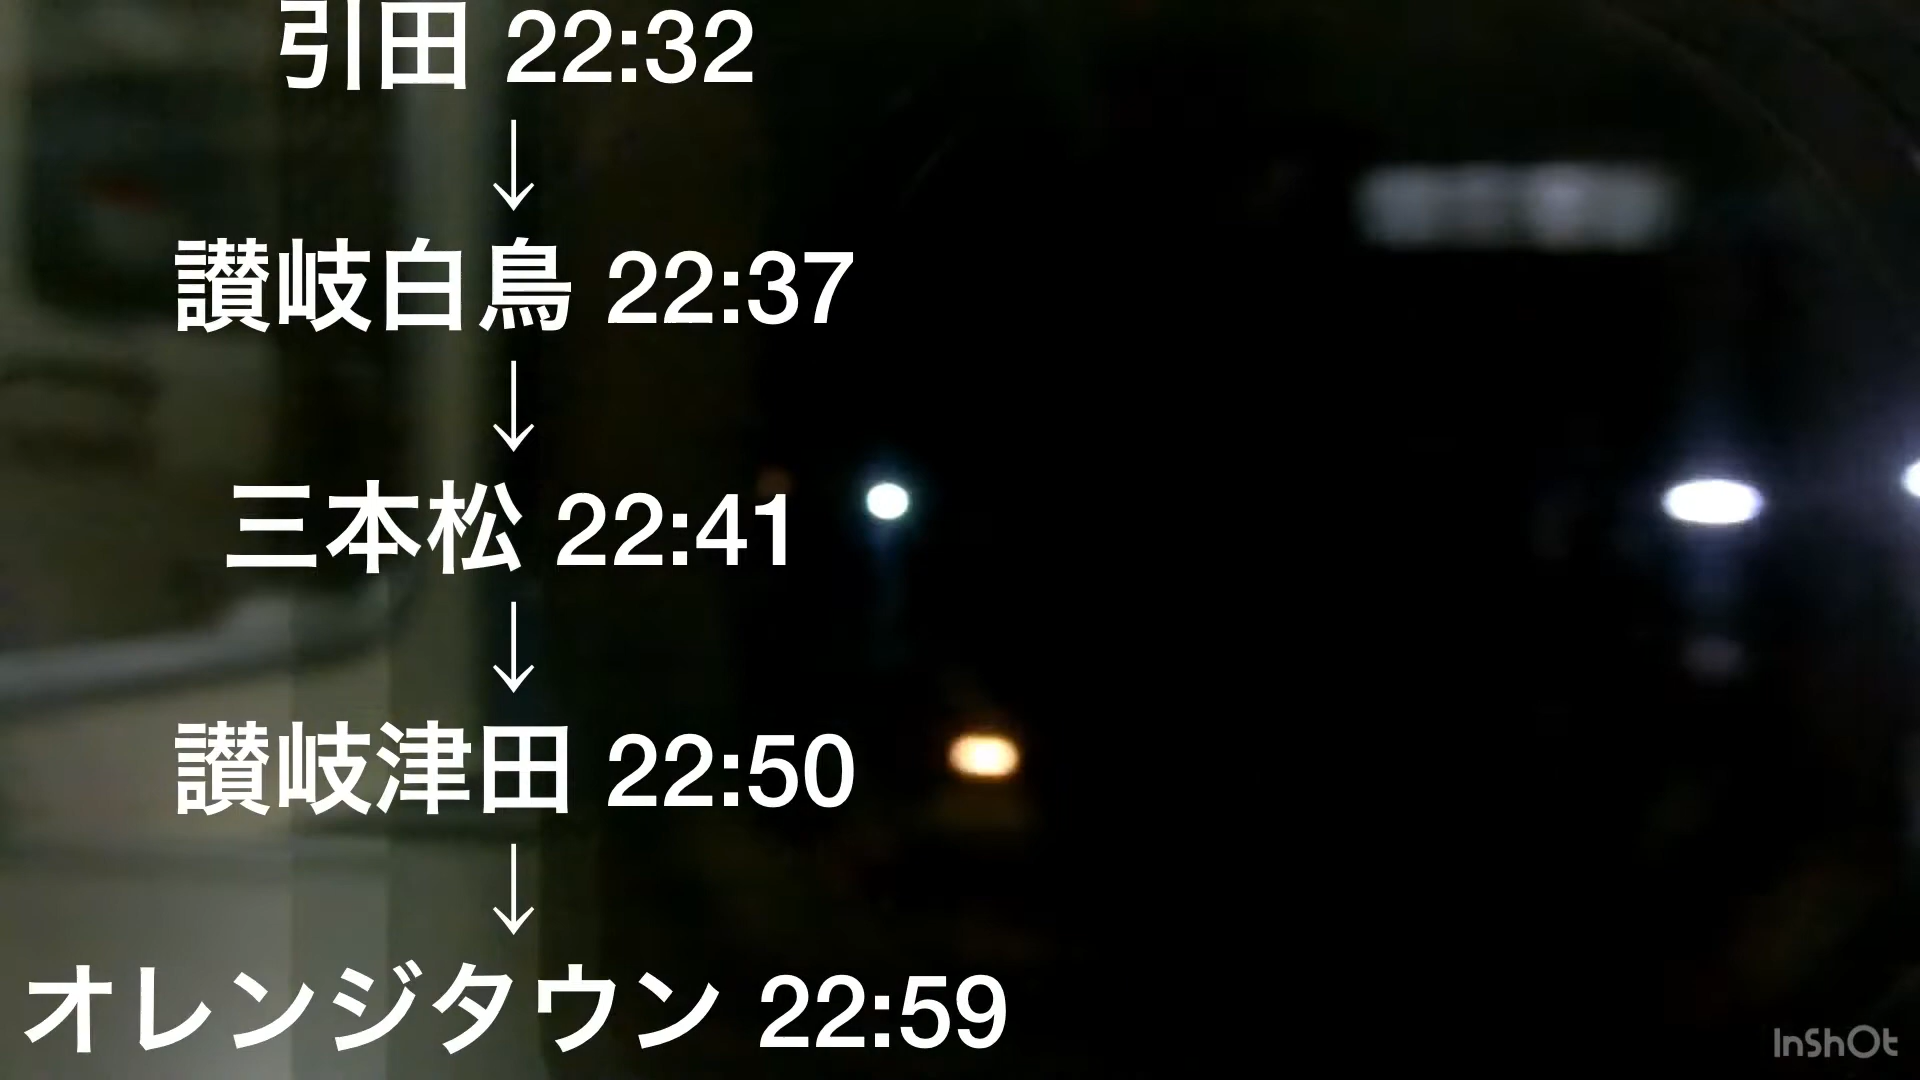 引田 22:32
↓
讃岐白鳥 22:37
↓
三本松 22:41
↓
讃岐津田 22:50
↓
オレンジタウン 22:59
InShOt